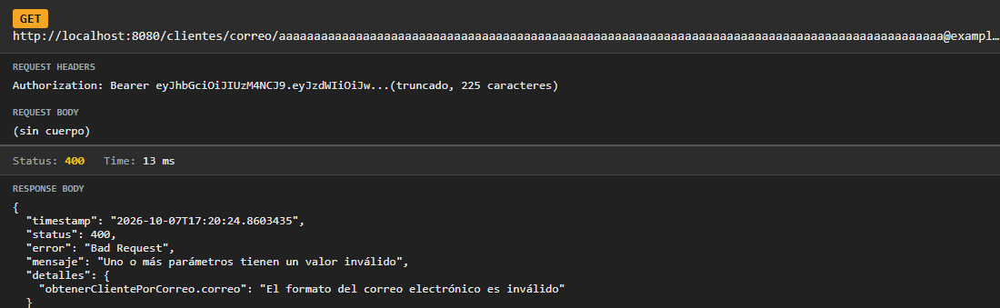 GET
http://localhost:8080/clientes/correo/aaaaaaaaaaaaaaaaaaaaaaaaaaaaaaaaaaaaaaaaaaaaaaaaaaaaaaaaaaaaaaaaaaaaaaaaaaaaaaaaaaaaaaaaaaaaaaa@exampl…
REQUEST HEADERS
Authorization: Bearer eyJhbGciOiJIUzM4NCJ9.eyJzdWIiOiJw...(truncado, 225 caracteres)
REQUEST BODY
(sin cuerpo)
Status: 400 Time: 13 ms
RESPONSE BODY
{
"timestamp": "2026-10-07T17:20:24.8603435",
"status": 400,
"error": "Bad Request",
"mensaje": "Uno o más parámetros tienen un valor inválido",
"detalles": {
"obtenerClientePorCorreo.correo": "El formato del correo electrónico es inválido"
}